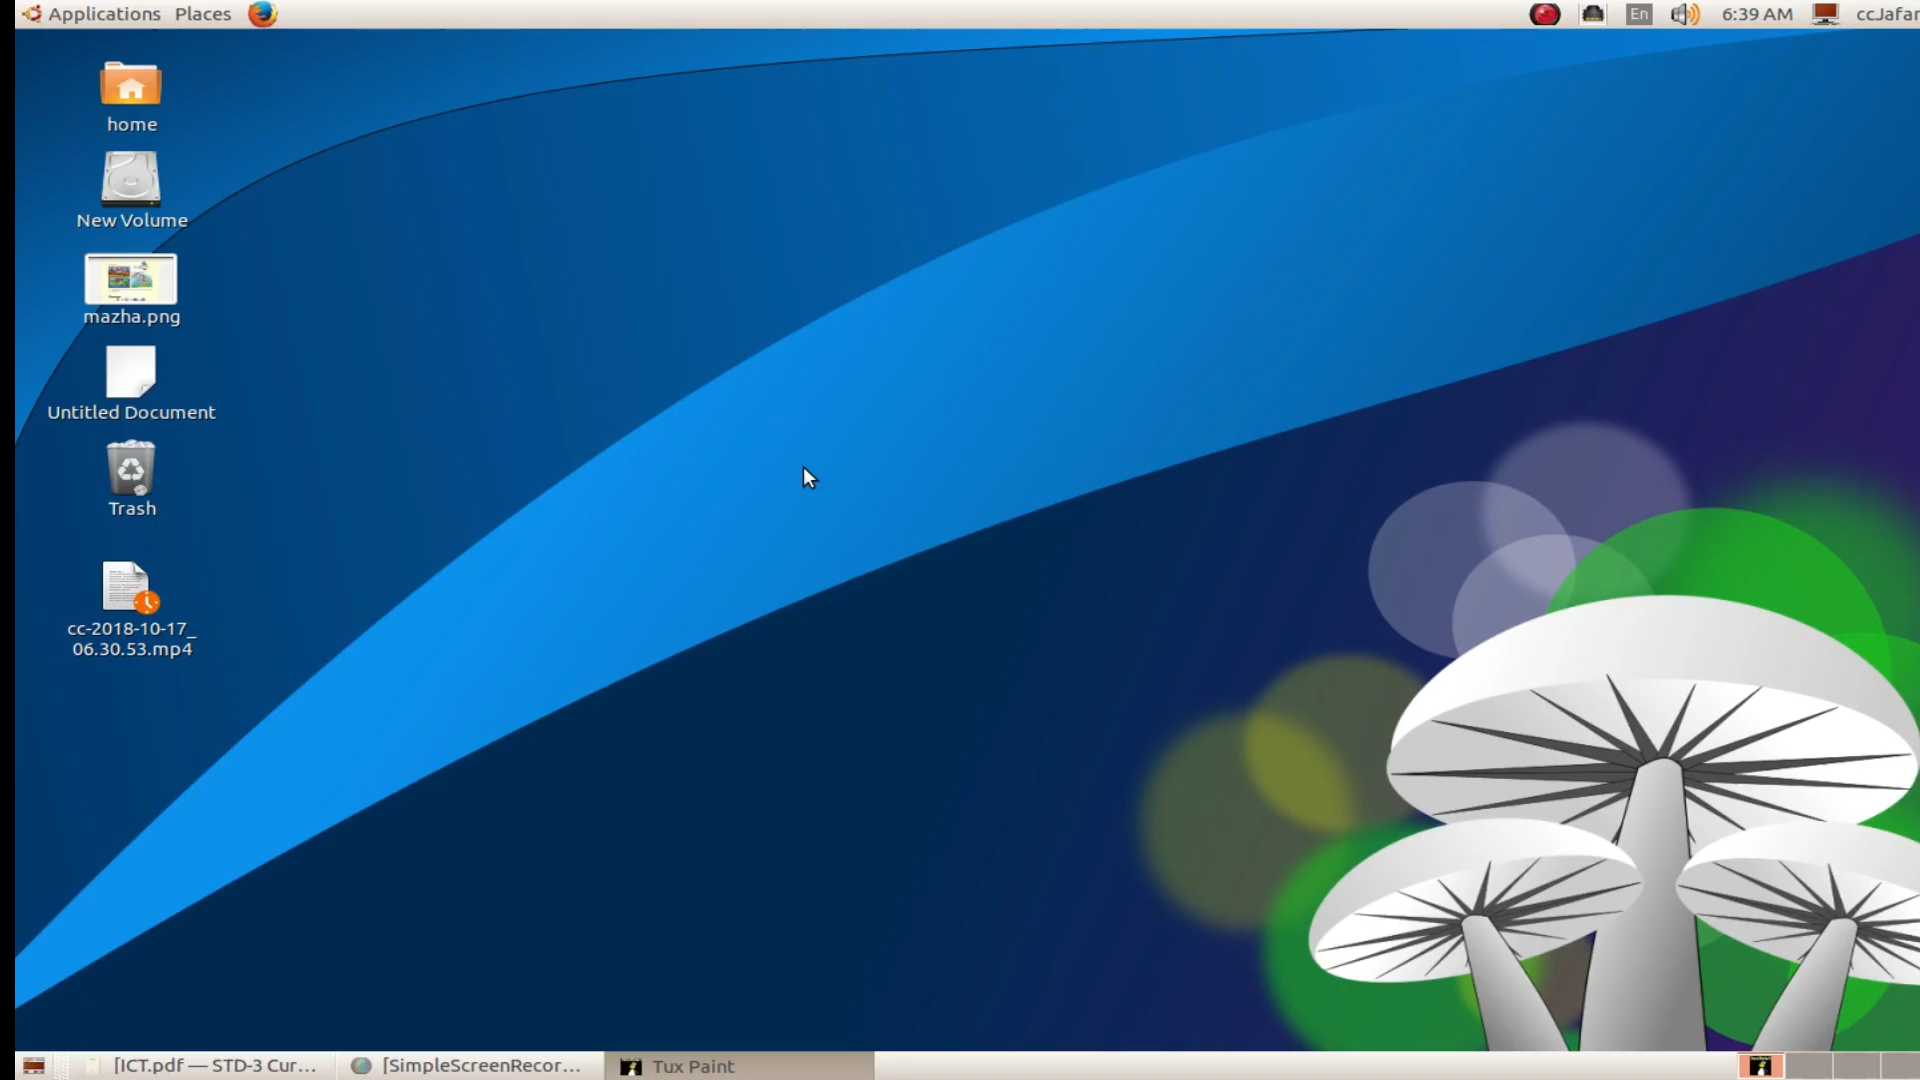 Applications Places
En 6:39 AM ccJafar
home
New Volume
mazha.png
Untitled Document
Trash
cc-2018-10-17_
06.30.53.mp4
[ICT.pdf — STD-3 Cur... [SimpleScreenRecor... Tux Paint